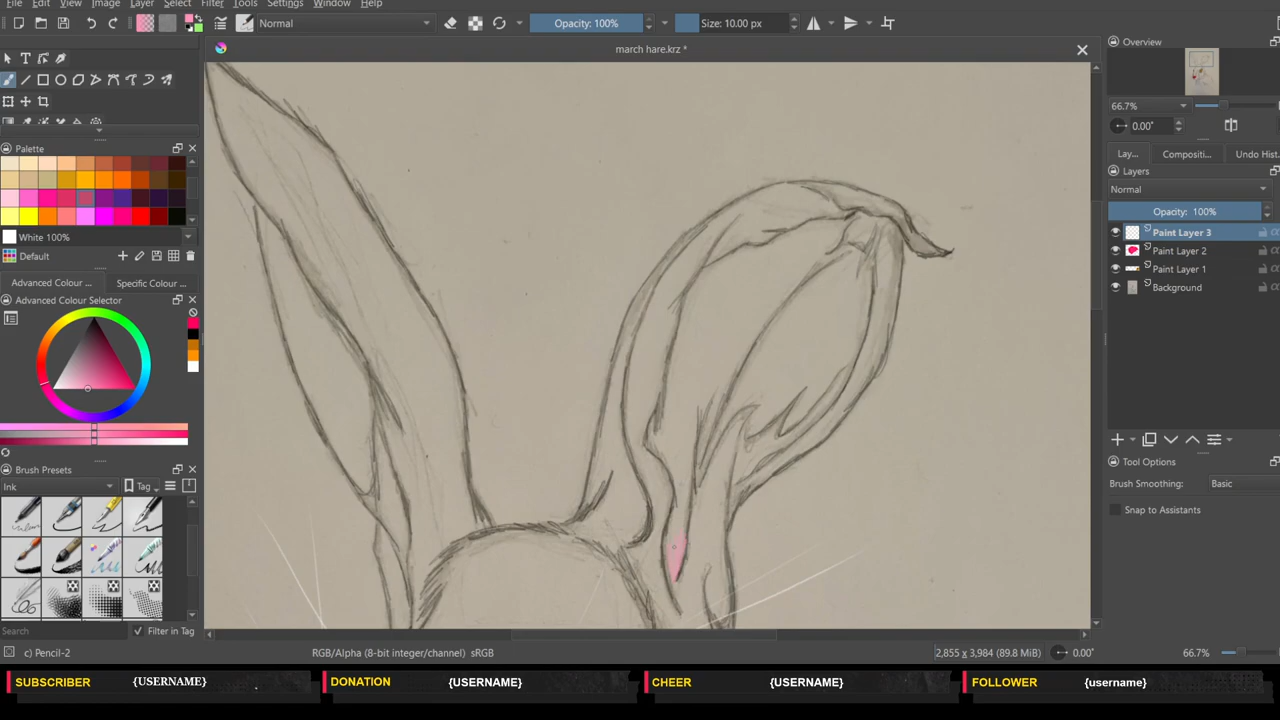 File Edit View Image Layer Select Filter Tools Settings Window Help
Normal Opacity: 100% Size: 10.00 px
march hare.krz *
Overview
66.7%
0.00°
Palette
Lay... Compositi... Undo Hist.
Layers
Normal
Opacity: 100%
White 100%
Paint Layer 3
Default
Paint Layer 2
Paint Layer 1
Advanced Colour ... Specific Colour ...
Background
Advanced Colour Selector
Tool Options
Brush Presets
Ink
Tag
Brush Smoothing: Basic
Snap to Assistants
Search
Filter in Tag
c) Pencil-2
RGB/Alpha (8-bit integer/channel) sRGB
2,855 x 3,984 (89.8 MiB)
0.00°
66.7%
SUBSCRIBER {USERNAME}
DONATION {USERNAME}
CHEER {USERNAME}
FOLLOWER {username}